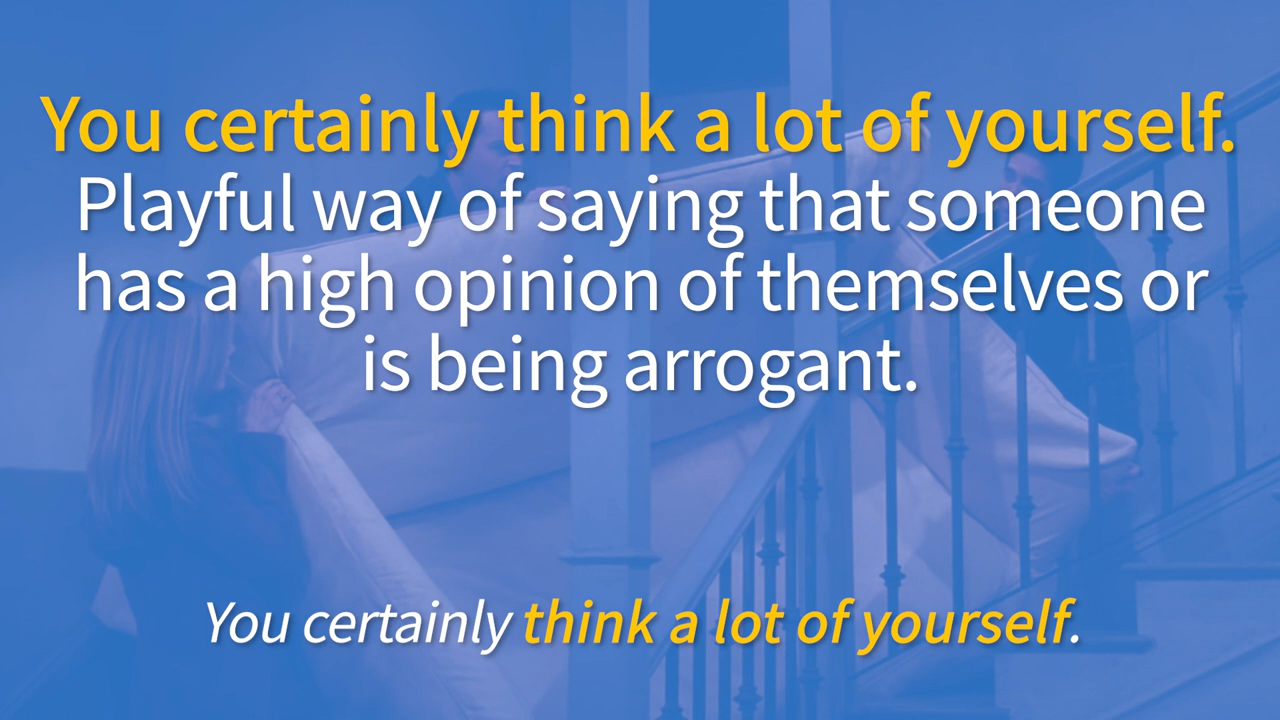 You certainly think a lot of yourself.
Playful way of saying that someone
has a high opinion of themselves or
is being arrogant.
You certainly think a lot of yourself.